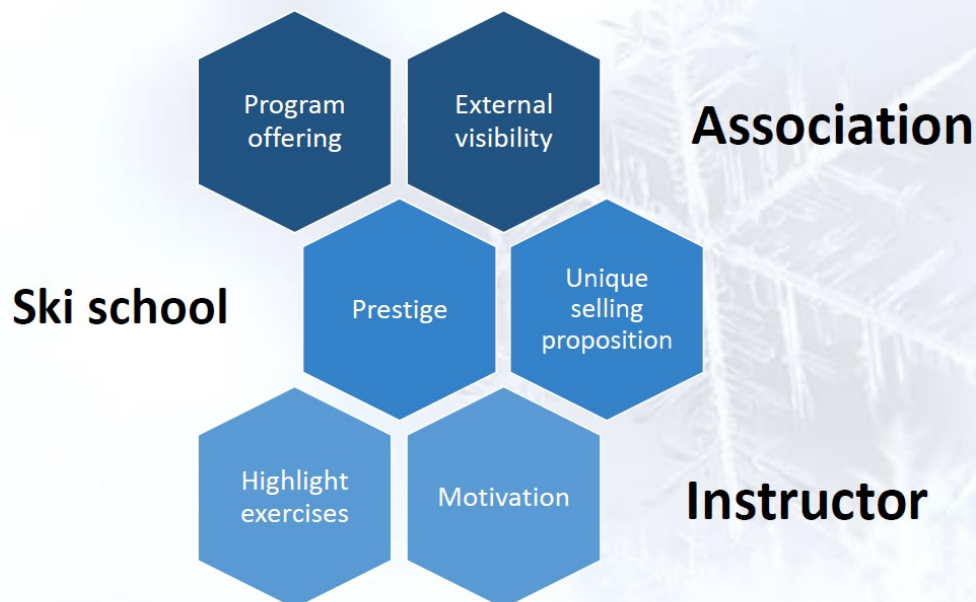 Program
offering
External
visibility
Association
Ski school
Prestige
Unique
selling
proposition
Highlight
exercises
Motivation
Instructor